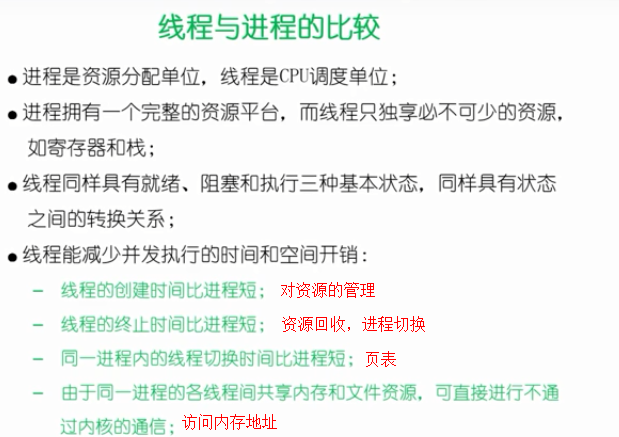 线程与进程的比较
● 进程是资源分配单位，线程是CPU调度单位；
● 进程拥有一个完整的资源平台，而线程只独享必不可少的资源，
如寄存器和栈；
● 线程同样具有就绪、阻塞和执行三种基本状态，同样具有状态
之间的转换关系；
● 线程能减少并发执行的时间和空间开销：
– 线程的创建时间比进程短； 对资源的管理
– 线程的终止时间比进程短； 资源回收，进程切换
– 同一进程内的线程切换时间比进程短；页表
– 由于同一进程的各线程间共享内存和文件资源，可直接进行不通
过内核的通信；访问内存地址